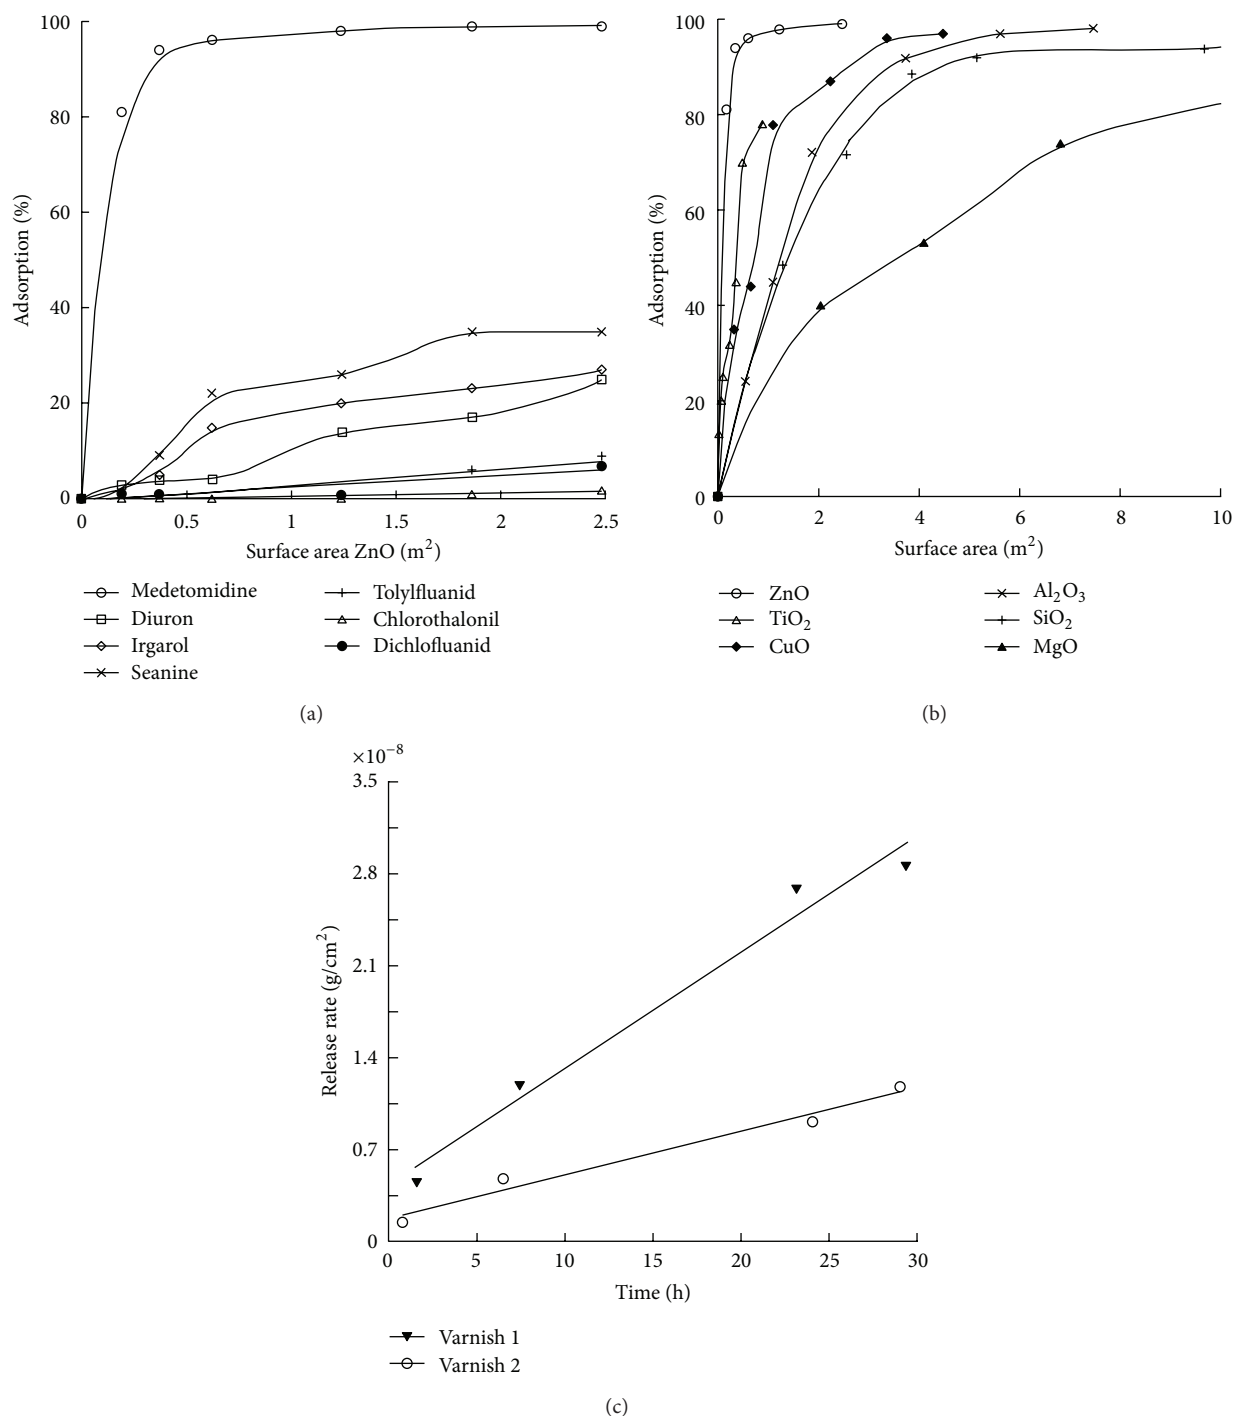 100
80
60
40
20
0
Adsorption (%)
0 0.5 1 1.5 2 2.5
Surface area ZnO (m²)
Medetomidine
Diuron
Irgarol
Seanine
Tolylfluanid
Chlorothalonil
Dichlofluanid
(a)
100
80
60
40
20
0
Adsorption (%)
0 2 4 6 8 10
Surface area (m²)
ZnO
TiO₂
CuO
Al₂O₃
SiO₂
MgO
(b)
×10⁻⁸
3.5
2.8
2.1
1.4
0.7
0
Release rate (g/cm²)
0 5 10 15 20 25 30
Time (h)
Varnish 1
Varnish 2
(c)